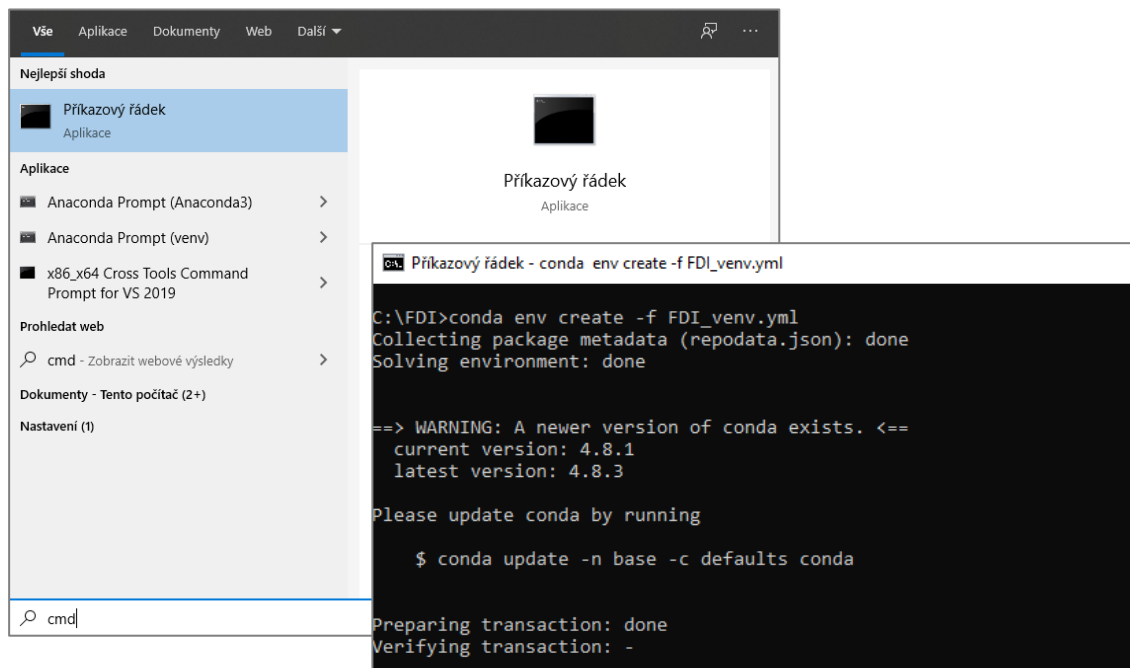 Vše Aplikace Dokumenty Web Další
Nejlepší shoda
Příkazový řádek
Aplikace
Aplikace
Anaconda Prompt (Anaconda3)
Anaconda Prompt (venv)
x86_x64 Cross Tools Command
Prompt for VS 2019
Prohledat web
cmd - Zobrazit webové výsledky
Dokumenty - Tento počítač (2+)
Nastavení (1)
cmd
Příkazový řádek
Aplikace
C:\. Příkazový řádek - conda env create -f FDI_venv.yml
C:\FDI>conda env create -f FDI_venv.yml
Collecting package metadata (repodata.json): done
Solving environment: done
==> WARNING: A newer version of conda exists. <==
current version: 4.8.1
latest version: 4.8.3
Please update conda by running
$ conda update -n base -c defaults conda
Preparing transaction: done
Verifying transaction: -